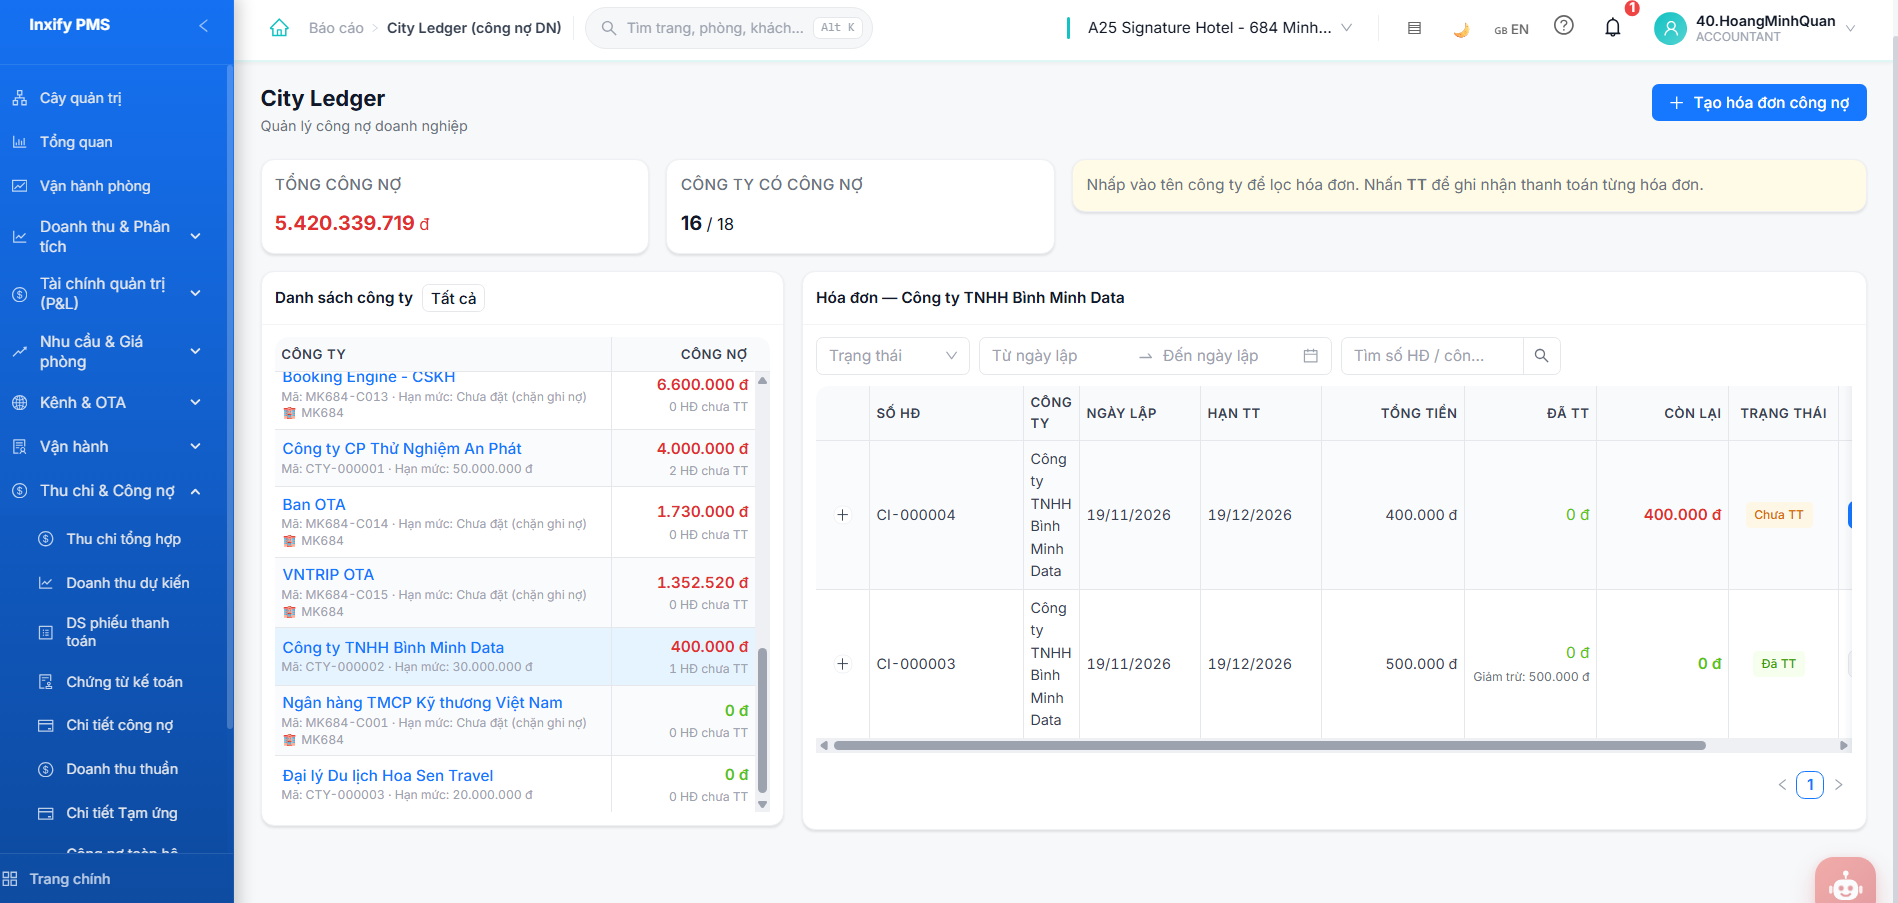 Inxify PMS
Cây quản trị
Tổng quan
Vận hành phòng
Doanh thu & Phân
tích
Tài chính quản trị
(P&L)
Nhu cầu & Giá
phòng
Kênh & OTA
Vận hành
Thu chi & Công nợ
Thu chi tổng hợp
Doanh thu dự kiến
DS phiếu thanh
toán
Chứng từ kế toán
Chi tiết công nợ
Doanh thu thuần
Chi tiết Tạm ứng
Trang chính
Báo cáo
City Ledger (công nợ DN)
Tìm trang, phòng, khách...
Alt K
A25 Signature Hotel - 684 Minh...
GB EN
1
40.HoangMinhQuan
ACCOUNTANT
City Ledger
Quản lý công nợ doanh nghiệp
+ Tạo hóa đơn công nợ
TỔNG CÔNG NỢ
5.420.339.719 đ
CÔNG TY CÓ CÔNG NỢ
16 / 18
Nhấp vào tên công ty để lọc hóa đơn. Nhấn TT để ghi nhận thanh toán từng hóa đơn.
Danh sách công ty
Tất cả
CÔNG TY
CÔNG NỢ
Booking Engine - CSKH
6.600.000 đ
Mã: MK684-C013 · Hạn mức: Chưa đặt (chặn ghi nợ)
0 HĐ chưa TT
MK684
Công ty CP Thử Nghiệm An Phát
4.000.000 đ
Mã: CTY-000001 · Hạn mức: 50.000.000 đ
2 HĐ chưa TT
Ban OTA
1.730.000 đ
Mã: MK684-C014 · Hạn mức: Chưa đặt (chặn ghi nợ)
0 HĐ chưa TT
MK684
VNTRIP OTA
1.352.520 đ
Mã: MK684-C015 · Hạn mức: Chưa đặt (chặn ghi nợ)
0 HĐ chưa TT
MK684
Công ty TNHH Bình Minh Data
400.000 đ
Mã: CTY-000002 · Hạn mức: 30.000.000 đ
1 HĐ chưa TT
Ngân hàng TMCP Kỹ thương Việt Nam
0 đ
Mã: MK684-C001 · Hạn mức: Chưa đặt (chặn ghi nợ)
0 HĐ chưa TT
MK684
Đại lý Du lịch Hoa Sen Travel
0 đ
Mã: CTY-000003 · Hạn mức: 20.000.000 đ
0 HĐ chưa TT
Hóa đơn — Công ty TNHH Bình Minh Data
Trạng thái
Từ ngày lập
Đến ngày lập
Tìm số HĐ / côn...
SỐ HĐ
CÔNG
TY
NGÀY LẬP
HẠN TT
TỔNG TIỀN
ĐÃ TT
CÒN LẠI
TRẠNG THÁI
CI-000004
Công
ty
TNHH
Bình
Minh
Data
19/11/2026
19/12/2026
400.000 đ
0 đ
400.000 đ
Chưa TT
CI-000003
Công
ty
TNHH
Bình
Minh
Data
19/11/2026
19/12/2026
500.000 đ
0 đ
Giảm trừ: 500.000 đ
0 đ
Đã TT
1